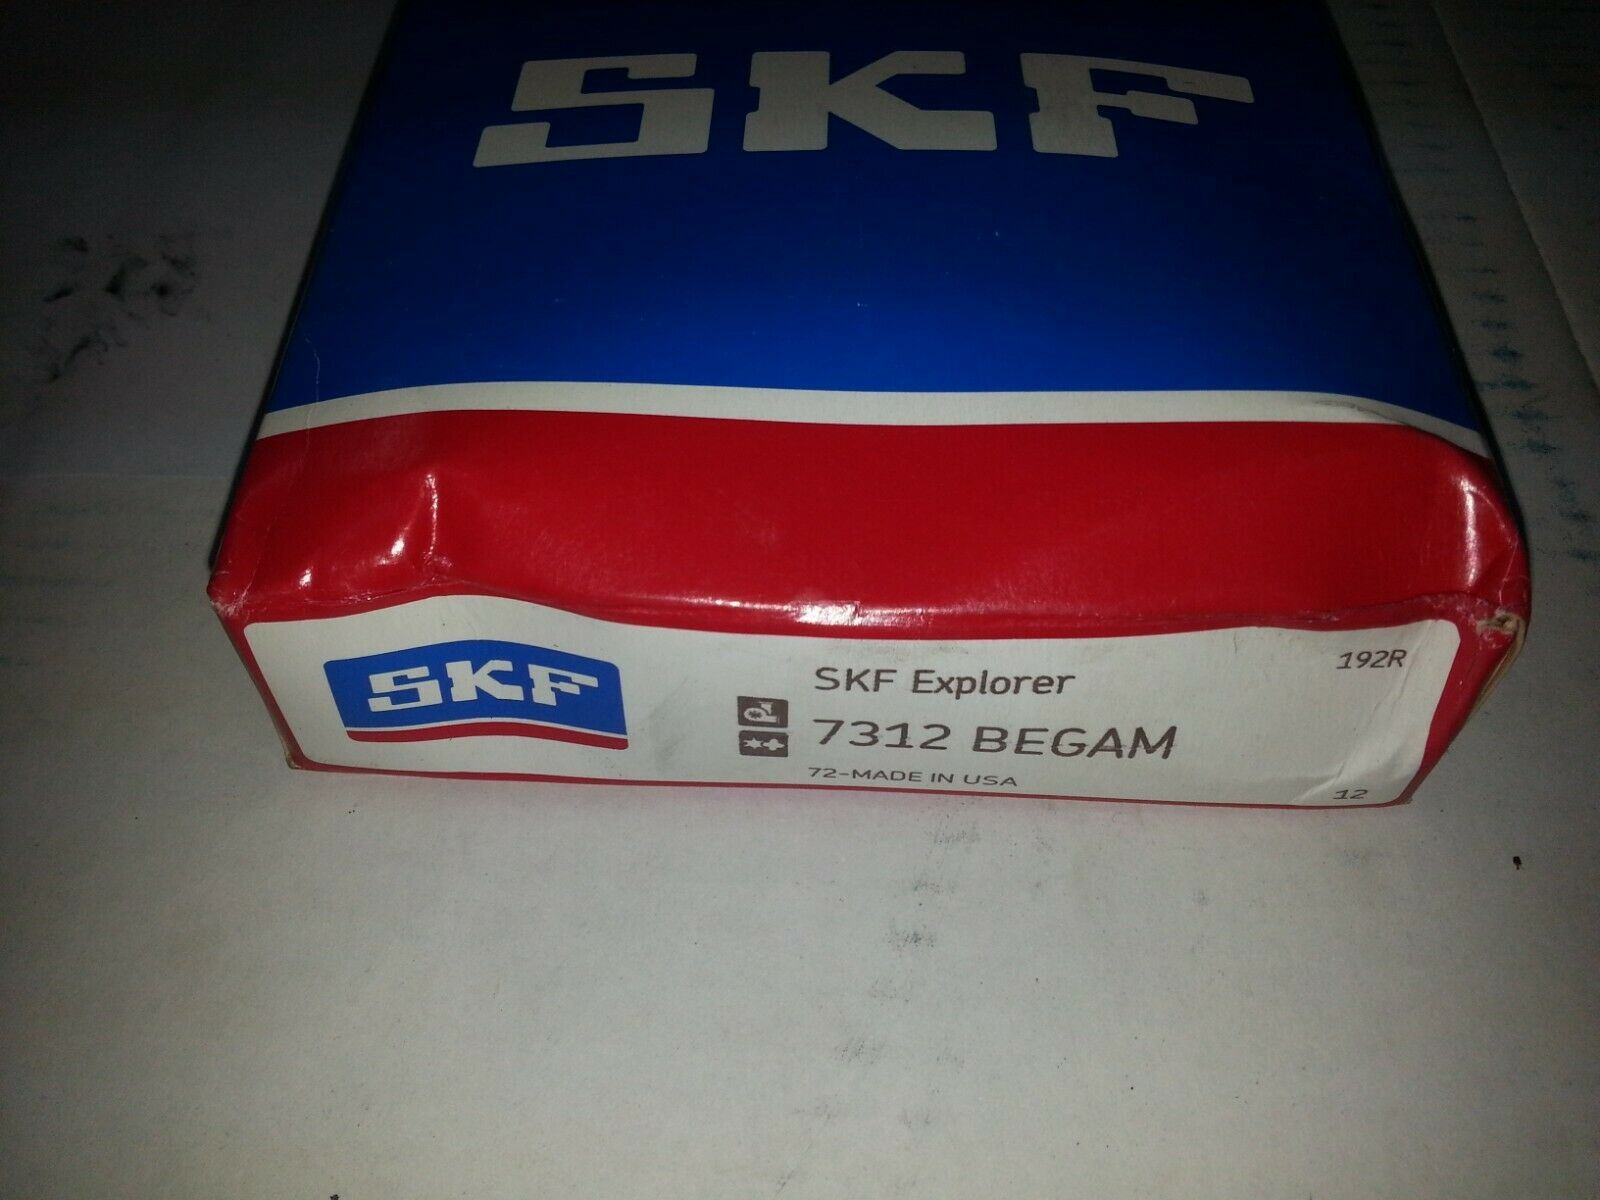 SKF
SKF
SKF Explorer
192R
7312 BEGAM
72-MADE IN USA
12